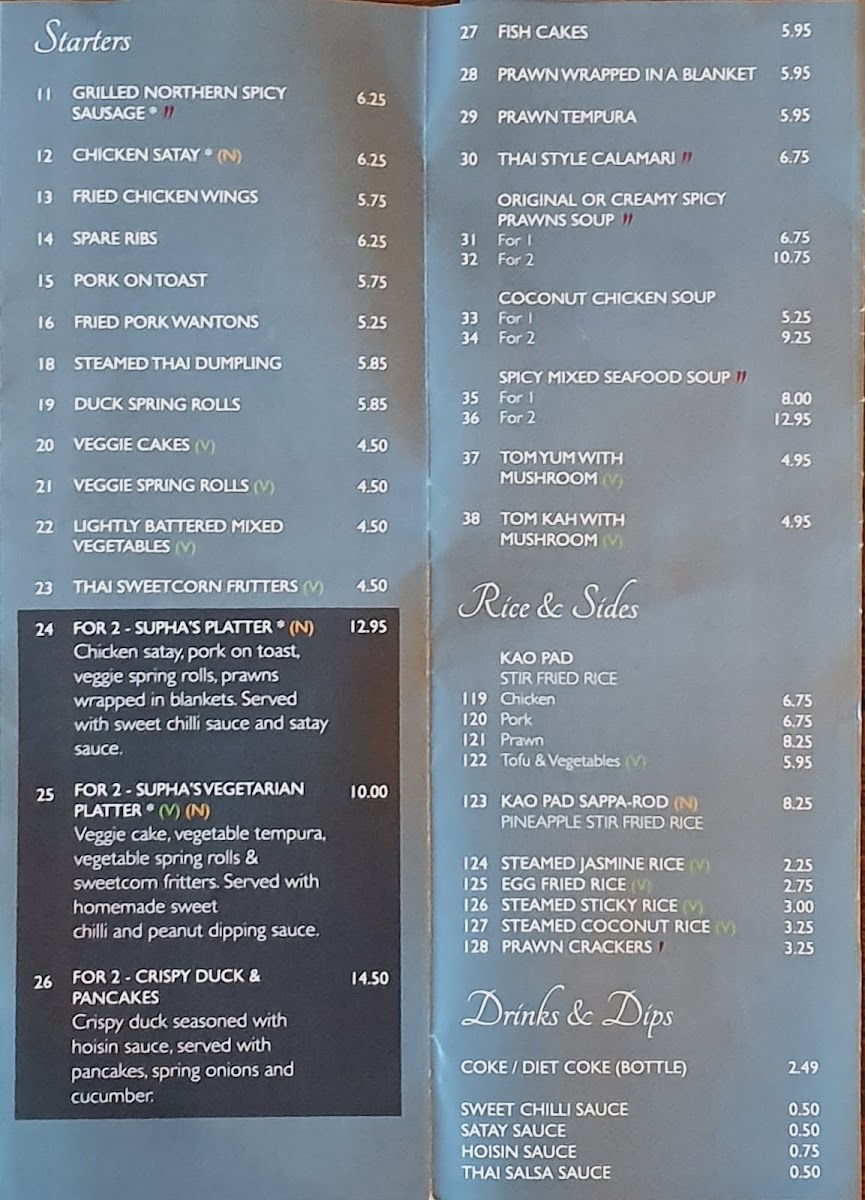 Starters
11 GRILLED NORTHERN SPICY
SAUSAGE * 6.25
12 CHICKEN SATAY * (N) 6.25
13 FRIED CHICKEN WINGS 5.75
14 SPARE RIBS 6.25
15 PORK ON TOAST 5.75
16 FRIED PORK WANTONS 5.25
18 STEAMED THAI DUMPLING 5.85
19 DUCK SPRING ROLLS 5.85
20 VEGGIE CAKES (V) 4.50
21 VEGGIE SPRING ROLLS (V) 4.50
22 LIGHTLY BATTERED MIXED 4.50
VEGETABLES (V)
23 THAI SWEETCORN FRITTERS (V) 4.50
24 FOR 2 - SUPHA'S PLATTER * (N) 12.95
Chicken satay, pork on toast,
veggie spring rolls, prawns
wrapped in blankets. Served
with sweet chilli sauce and satay
sauce.
25 FOR 2 - SUPHA'S VEGETARIAN 10.00
PLATTER * (V) (N)
Veggie cake, vegetable tempura,
vegetable spring rolls &
sweetcorn fritters. Served with
homemade sweet
chilli and peanut dipping sauce.
26 FOR 2 - CRISPY DUCK & 14.50
PANCAKES
Crispy duck seasoned with
hoisin sauce, served with
pancakes, spring onions and
cucumber.
27 FISH CAKES 5.95
28 PRAWN WRAPPED IN A BLANKET 5.95
29 PRAWN TEMPURA 5.95
30 THAI STYLE CALAMARI 6.75
ORIGINAL OR CREAMY SPICY
PRAWNS SOUP
31 For 1 6.75
32 For 2 10.75
COCONUT CHICKEN SOUP
33 For 1 5.25
34 For 2 9.25
SPICY MIXED SEAFOOD SOUP
35 For 1 8.00
36 For 2 12.95
37 TOM YUM WITH 4.95
MUSHROOM (V)
38 TOM KAH WITH 4.95
MUSHROOM (V)
Rice & Sides
KAO PAD
STIR FRIED RICE
119 Chicken 6.75
120 Pork 6.75
121 Prawn 8.25
122 Tofu & Vegetables (V) 5.95
123 KAO PAD SAPPA-ROD (N) 8.25
PINEAPPLE STIR FRIED RICE
124 STEAMED JASMINE RICE (V) 2.25
125 EGG FRIED RICE (V) 2.75
126 STEAMED STICKY RICE (V) 3.00
127 STEAMED COCONUT RICE (V) 3.25
128 PRAWN CRACKERS 3.25
Drinks & Dips
COKE / DIET COKE (BOTTLE) 2.49
SWEET CHILLI SAUCE 0.50
SATAY SAUCE 0.50
HOISIN SAUCE 0.75
THAI SALSA SAUCE 0.50